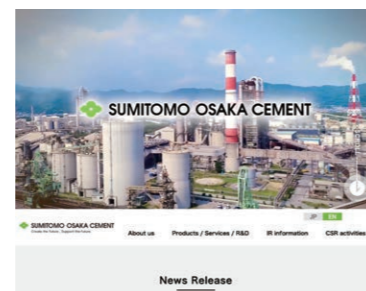 SUMITOMO OSAKA CEMENT
JP EN
SUMITOMO OSAKA CEMENT
About us Products / Services / R&D IR information CSR activities
News Release